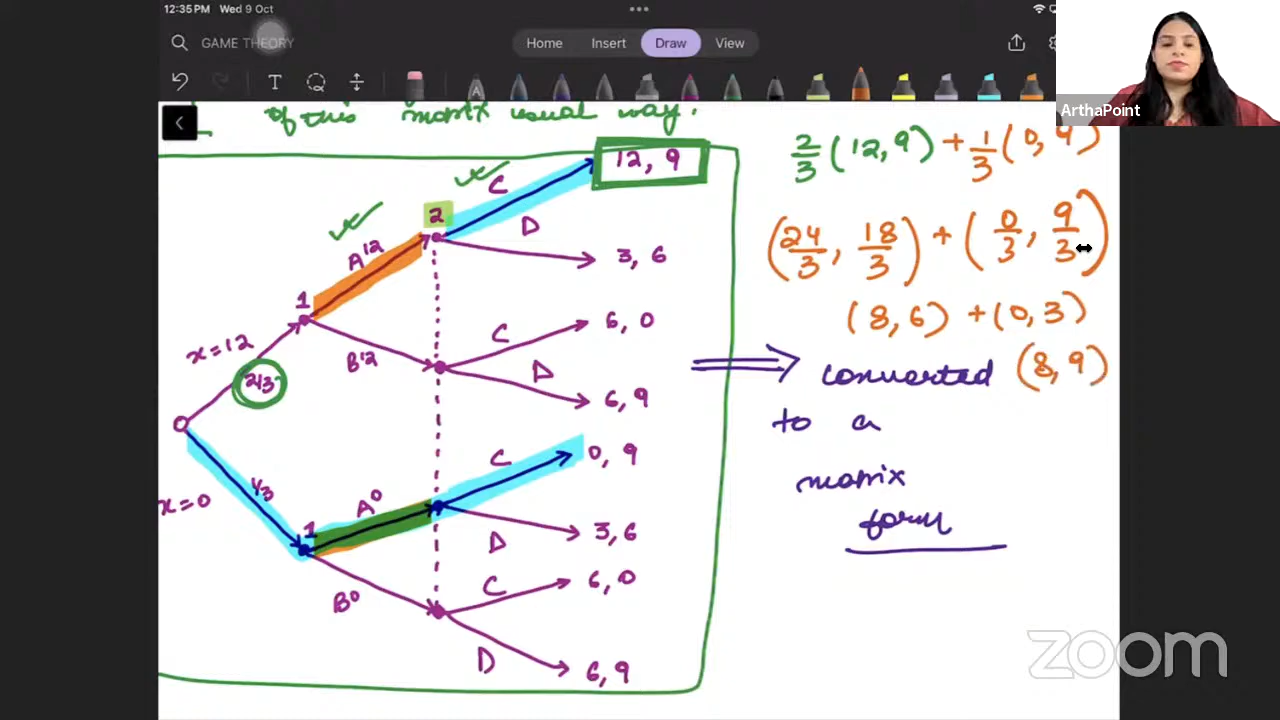 12:35 PM Wed 9 Oct
GAME THEORY
Home Insert Draw View
ArthaPoint
of this matrix usual way.
12, 9
C
2
D
A12
3, 6
1
C
6, 0
x=12
B12
2/3
D
6, 9
C
0, 9
1/3
A0
x=0
1
D
3, 6
C
6, 0
B0
D
6, 9
2/3 (12, 9) + 1/3 (0, 9)
(24/3, 18/3) + (0/3, 9/3)
(8, 6) + (0, 3)
(8, 9)
converted
to a
matrix
form
zoom